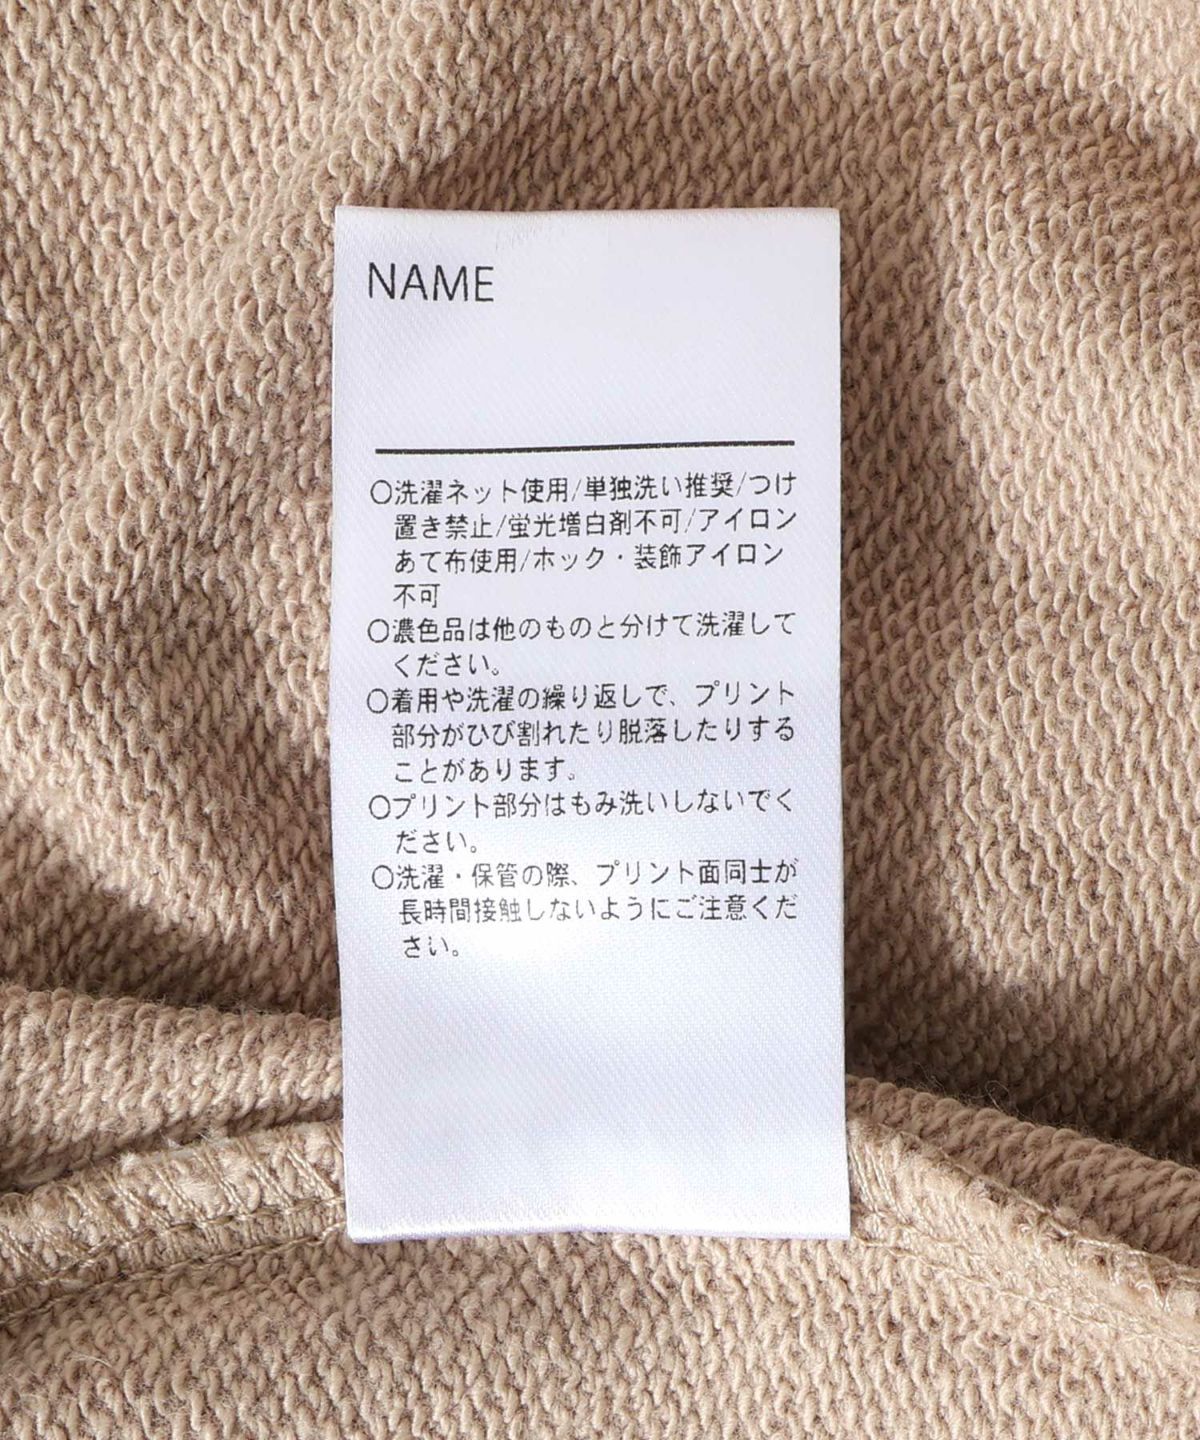 NAME
○洗濯ネット使用/単独洗い推奨/つけ
置き禁止/蛍光増白剤不可/アイロン
あて布使用/ホック・装飾アイロン
不可
○濃色品は他のものと分けて洗濯して
ください。
○着用や洗濯の繰り返しで、プリント
部分がひび割れたり脱落したりする
ことがあります。
○プリント部分はもみ洗いしないでく
ださい。
○洗濯・保管の際、プリント面同士が
長時間接触しないようにご注意くだ
さい。